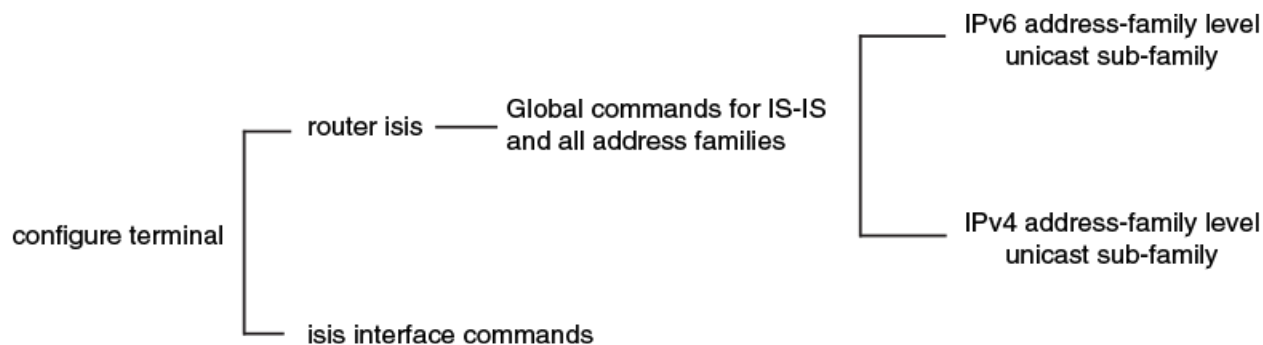 configure terminal
router isis
Global commands for IS-IS
and all address families
IPv6 address-family level
unicast sub-family
IPv4 address-family level
unicast sub-family
isis interface commands